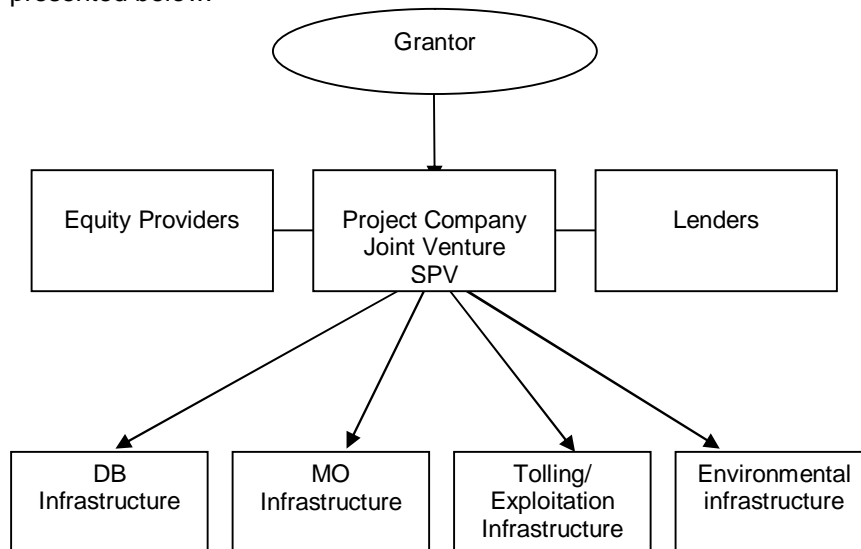 presented below.
Grantor
Equity Providers
Project Company
Joint Venture
SPV
Lenders
DB
Infrastructure
MO
Infrastructure
Tolling/
Exploitation
Infrastructure
Environmental
infrastructure